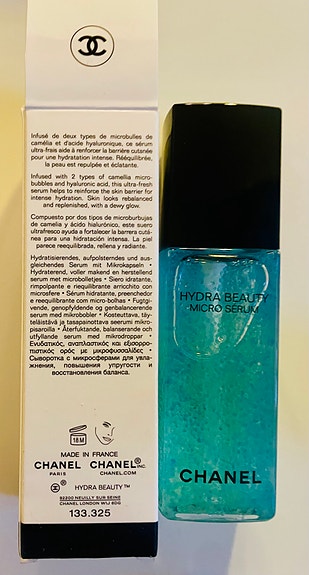 Infusé de deux types de microbulles de
camélia et d'acide hyaluronique, ce sérum
ultra-frais aide à renforcer la barrière cutanée
pour une hydratation intense. Rééquilibrée,
la peau est repulpée et éclatante.
Infused with 2 types of camellia micro-
bubbles and hyaluronic acid, this ultra-fresh
serum helps to reinforce the skin barrier for
intense hydration. Skin looks rebalanced
and replenished, with a dewy glow.
Compuesto por dos tipos de microburbujas
de camelia y ácido hialurónico, este suero
ultrafresco ayuda a fortalecer la barrera cutá-
nea para una hidratación intensa. La piel
parece reequilibrada, rellena y radiante.
Hydratisierendes, aufpolsterndes und aus-
gleichendes Serum mit Mikrokapseln •
Hydraterend, voller makend en herstellend
serum met microbolletjes • Siero idratante,
rimpolpante e riequilibrante arricchito con
microsfere • Sérum hidratante, preenchedor
e reequilibrante com micro-bolhas • Fugtgi-
vende, genopfyldende og genbalancerende
serum med mikrobobler • Kosteuttava, täy-
teläistävä ja tasapainottava seerumi mikro-
pisaroilla • Återfuktande, balanserande och
utfyllande serum med mikrodroppar •
Ενυδατικός, αναπλαστικός και εξισορρο-
πιστικός ορός με μικροφυσαλίδες •
Сыворотка с микросферами для увла-
жнения, повышения упругости и
восстановления баланса.
18 M
MADE IN FRANCE
CHANEL CHANEL INC.
PARIS CHANEL.COM
HYDRA BEAUTY™
92200 NEUILLY SUR SEINE
CHANEL LONDON W1J 6DG
133.325
HYDRA BEAUTY
MICRO SÉRUM
CHANEL